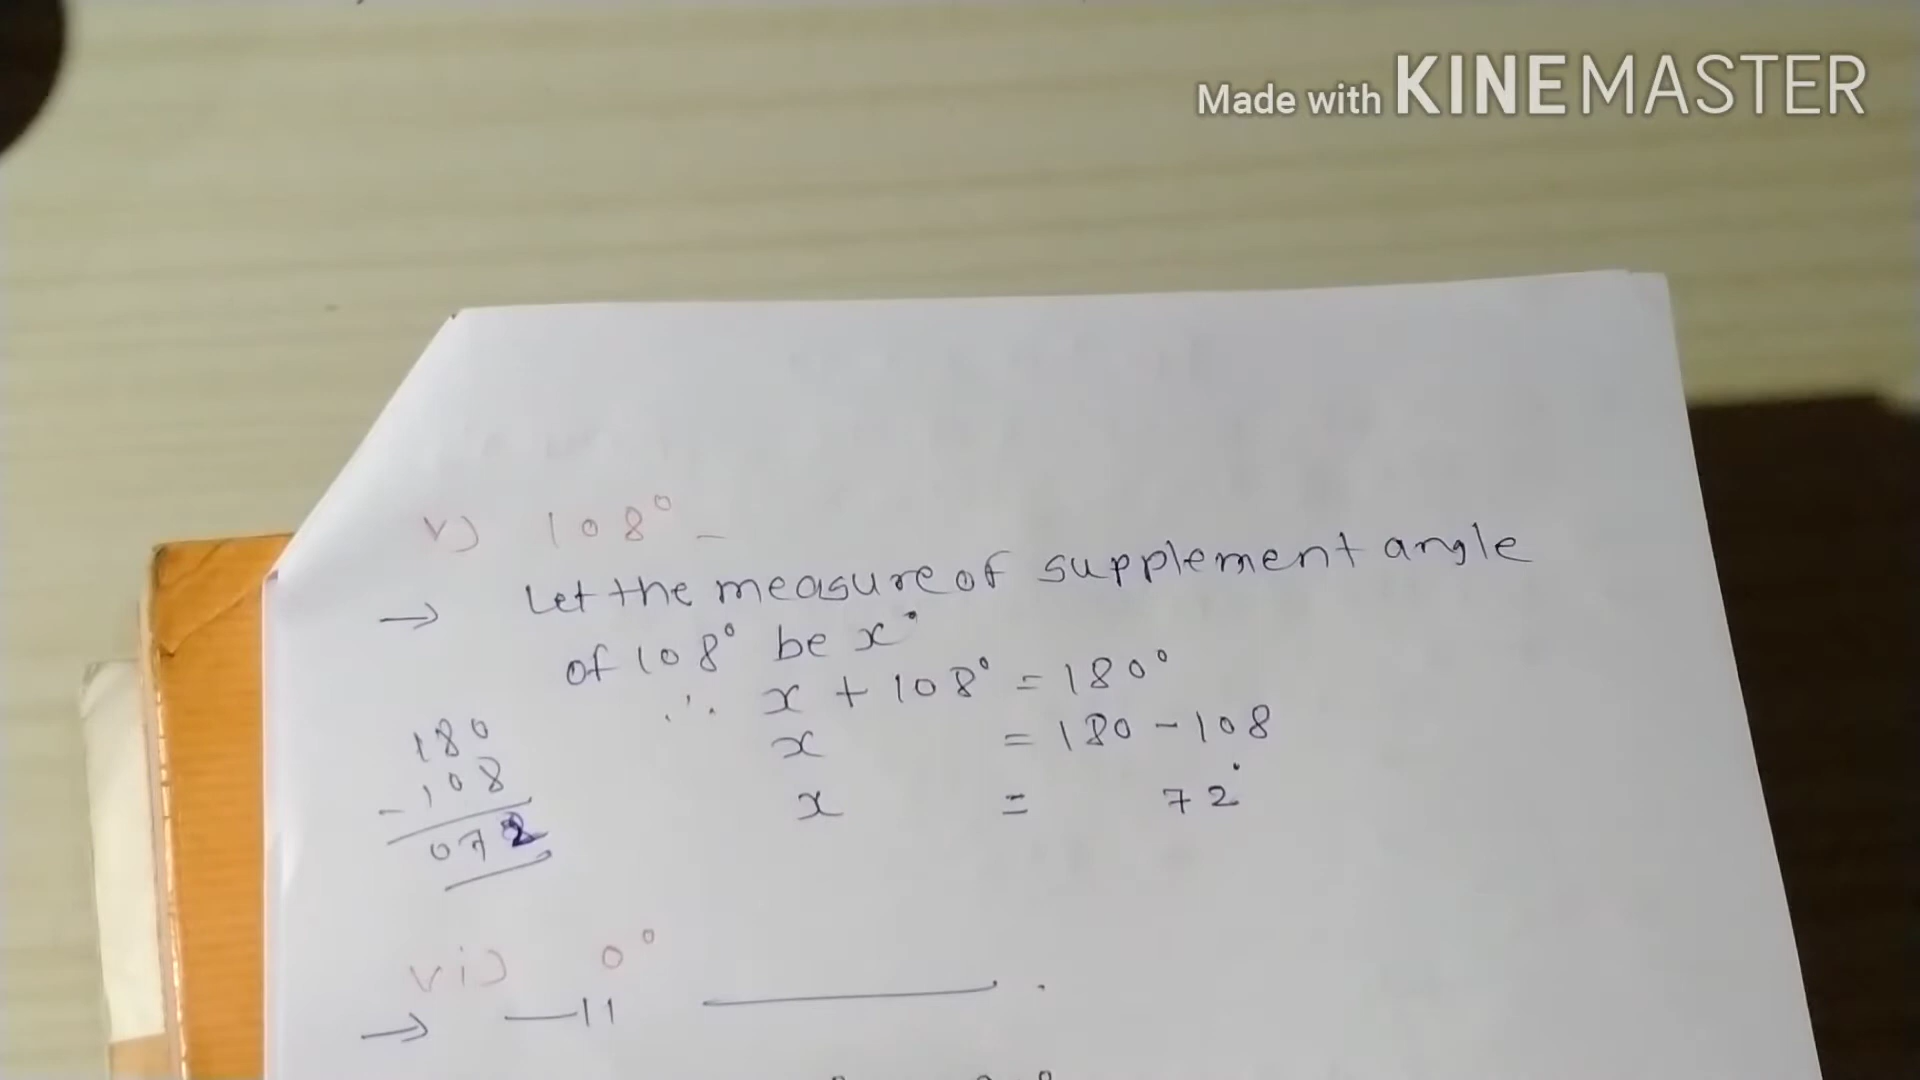 Made with KINEMASTER
v) 108° -
→ Let the measure of supplement angle
of 108° be x°
∴ x + 108° = 180°
x = 180 - 108
x = 72°
180
- 108
072
vi) 0°
→ —11 ———— .